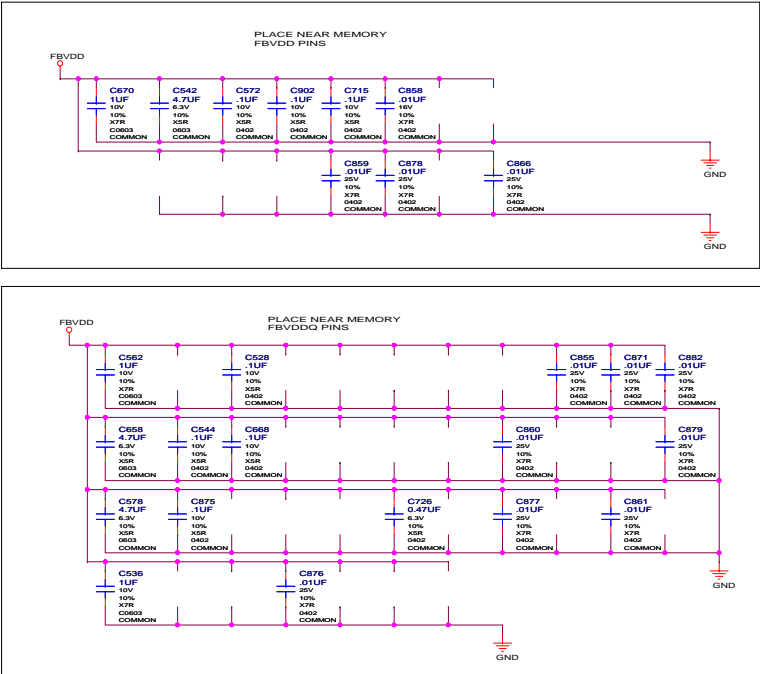 PLACE NEAR MEMORY
FBVDD PINS
FBVDD
C670
1UF
10V
10%
X7R
C0603
COMMON
C542
4.7UF
6.3V
10%
X5R
0603
COMMON
C572
.1UF
10V
10%
X5R
0402
COMMON
C902
.1UF
10V
10%
X5R
0402
COMMON
C715
.1UF
10V
10%
X5R
0402
COMMON
C858
.01UF
16V
10%
X7R
0402
COMMON
GND
C859
.01UF
25V
10%
X7R
0402
COMMON
C878
.01UF
25V
10%
X7R
0402
COMMON
C866
.01UF
25V
10%
X7R
0402
COMMON
GND
PLACE NEAR MEMORY
FBVDDQ PINS
FBVDD
C562
1UF
10V
10%
X7R
C0603
COMMON
C528
.1UF
10V
10%
X5R
0402
COMMON
C855
.01UF
25V
10%
X7R
0402
COMMON
C871
.01UF
25V
10%
X7R
0402
COMMON
C882
.01UF
25V
10%
X7R
0402
COMMON
C658
4.7UF
6.3V
10%
X5R
0603
COMMON
C544
.1UF
10V
10%
X5R
0402
COMMON
C668
.1UF
10V
10%
X5R
0402
COMMON
C860
.01UF
25V
10%
X7R
0402
COMMON
C879
.01UF
25V
10%
X7R
0402
COMMON
C578
4.7UF
6.3V
10%
X5R
0603
COMMON
C875
.1UF
10V
10%
X5R
0402
COMMON
C726
0.47UF
6.3V
10%
X5R
0402
COMMON
C877
.01UF
25V
10%
X7R
0402
COMMON
C861
.01UF
25V
10%
X7R
0402
COMMON
GND
C536
1UF
10V
10%
X7R
C0603
COMMON
C876
.01UF
25V
10%
X7R
0402
COMMON
GND